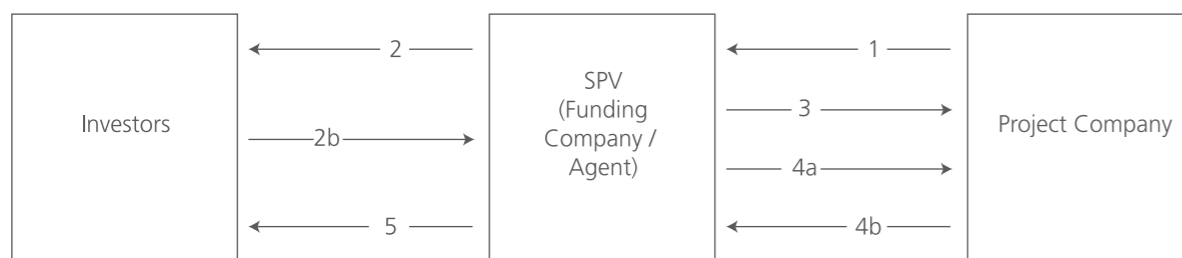 2
1
SPV
(Funding
Company /
Agent)
Investors
2b
3
Project Company
4a
5
4b